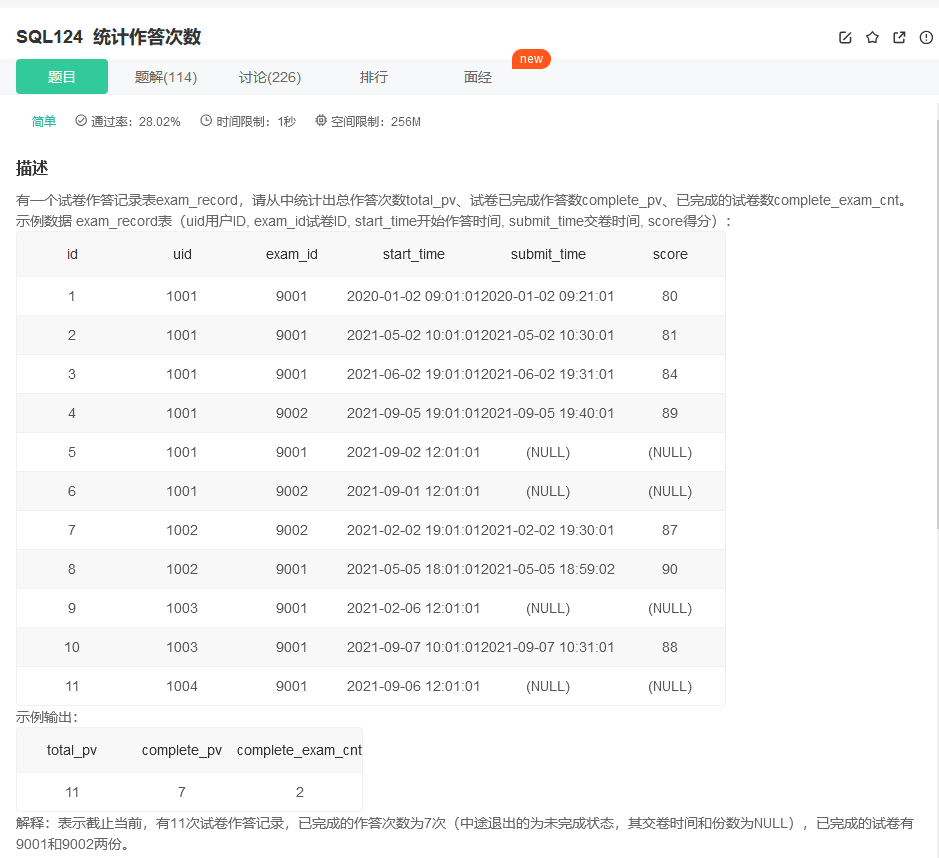 SQL124 统计作答次数
题目 题解(114) 讨论(226) 排行 面经 new
简单 通过率：28.02% 时间限制：1秒 空间限制：256M
描述
有一个试卷作答记录表exam_record，请从中统计出总作答次数total_pv、试卷已完成作答数complete_pv、已完成的试卷数complete_exam_cnt。
示例数据 exam_record表（uid用户ID, exam_id试卷ID, start_time开始作答时间, submit_time交卷时间, score得分）：
id uid exam_id start_time submit_time score
1 1001 9001 2020-01-02 09:01:01 2020-01-02 09:21:01 80
2 1001 9001 2021-05-02 10:01:01 2021-05-02 10:30:01 81
3 1001 9001 2021-06-02 19:01:01 2021-06-02 19:31:01 84
4 1001 9002 2021-09-05 19:01:01 2021-09-05 19:40:01 89
5 1001 9001 2021-09-02 12:01:01 (NULL) (NULL)
6 1001 9002 2021-09-01 12:01:01 (NULL) (NULL)
7 1002 9002 2021-02-02 19:01:01 2021-02-02 19:30:01 87
8 1002 9001 2021-05-05 18:01:01 2021-05-05 18:59:02 90
9 1003 9001 2021-02-06 12:01:01 (NULL) (NULL)
10 1003 9001 2021-09-07 10:01:01 2021-09-07 10:31:01 88
11 1004 9001 2021-09-06 12:01:01 (NULL) (NULL)
示例输出：
total_pv complete_pv complete_exam_cnt
11 7 2
解释：表示截止当前，有11次试卷作答记录，已完成的作答次数为7次（中途退出的为未完成状态，其交卷时间和份数为NULL），已完成的试卷有
9001和9002两份。